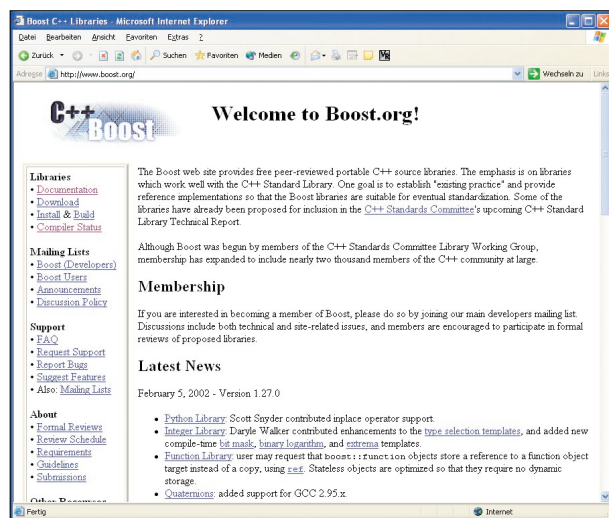 Boost C++ Libraries - Microsoft Internet Explorer
Datei Bearbeiten Ansicht Favoriten Extras ?
Zurück Suchen Favoriten Medien
Adresse http://www.boost.org/ Wechseln zu Links
C++ Boost
Welcome to Boost.org!
Libraries
• Documentation
• Download
• Install & Build
• Compiler Status
Mailing Lists
• Boost (Developers)
• Boost Users
• Announcements
• Discussion Policy
Support
• FAQ
• Request Support
• Report Bugs
• Suggest Features
• Also: Mailing Lists
About
• Formal Reviews
• Review Schedule
• Requirements
• Guidelines
• Submissions
Other Resources
The Boost web site provides free peer-reviewed portable C++ source libraries. The emphasis is on libraries
which work well with the C++ Standard Library. One goal is to establish "existing practice" and provide
reference implementations so that the Boost libraries are suitable for eventual standardization. Some of the
libraries have already been proposed for inclusion in the C++ Standards Committee's upcoming C++ Standard
Library Technical Report.
Although Boost was begun by members of the C++ Standards Committee Library Working Group,
membership has expanded to include nearly two thousand members of the C++ community at large.
Membership
If you are interested in becoming a member of Boost, please do so by joining our main developers mailing list.
Discussions include both technical and site-related issues, and members are encouraged to participate in formal
reviews of proposed libraries.
Latest News
February 5, 2002 - Version 1.27.0
• Python Library: Scott Snyder contributed inplace operator support.
• Integer Library: Daryle Walker contributed enhancements to the type selection templates, and added new
compile-time bit mask, binary logarithm, and extrema templates.
• Function Library: user may request that boost::function objects store a reference to a function object
target instead of a copy, using ref. Stateless objects are optimized so that they require no dynamic
storage.
• Quaternions: added support for GCC 2.95.x.
Fertig Internet